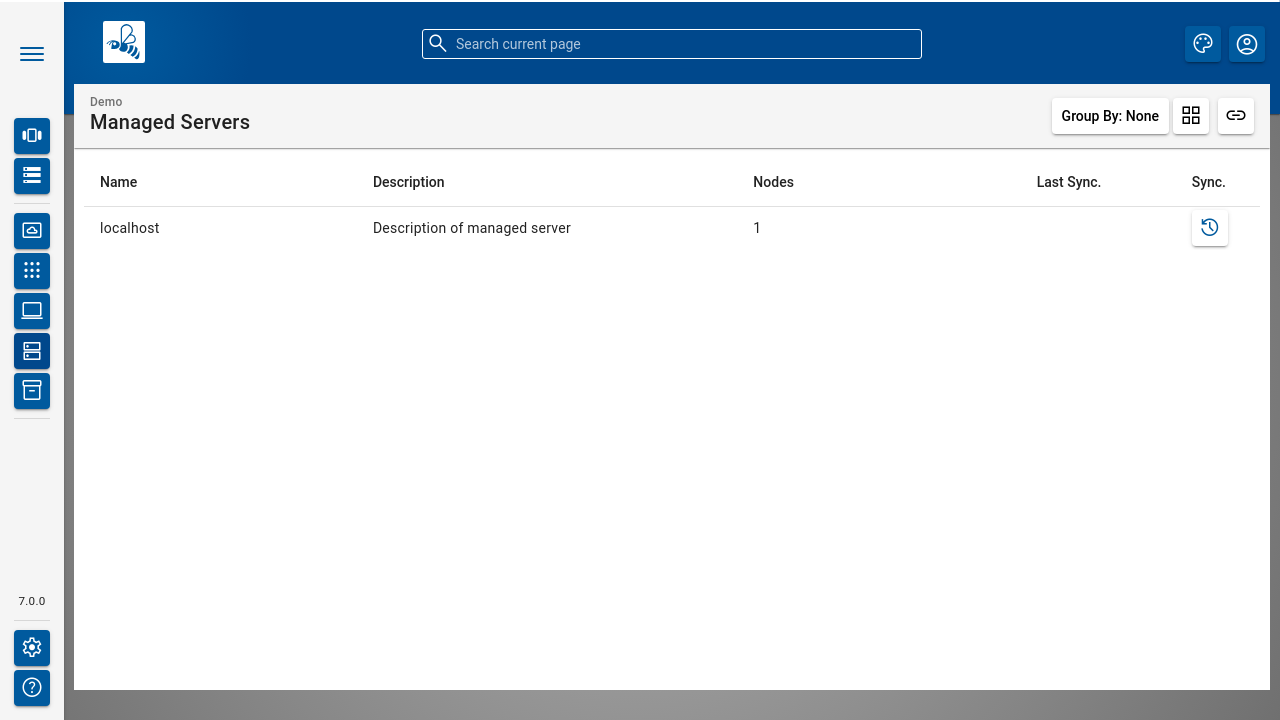 Search current page
Demo
Managed Servers
Group By: None
Name Description Nodes Last Sync. Sync.
localhost Description of managed server 1
7.0.0